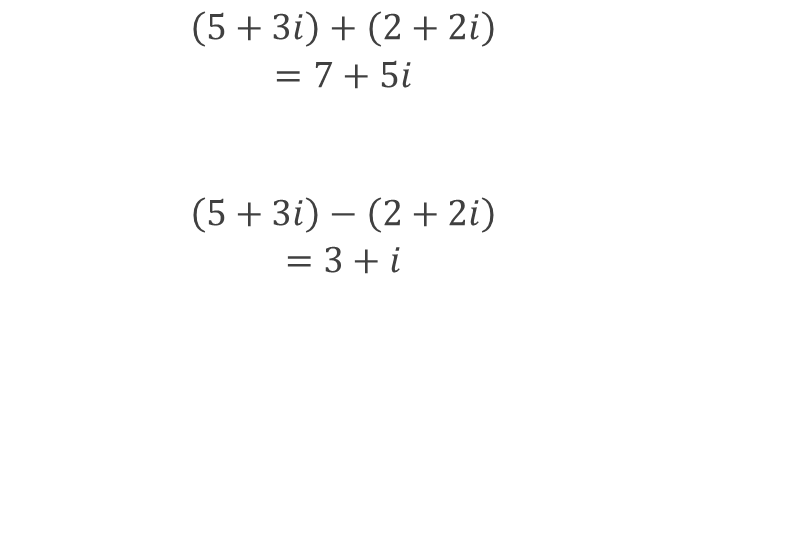 (5 + 3i) + (2 + 2i)
= 7 + 5i
(5 + 3i) − (2 + 2i)
= 3 + i